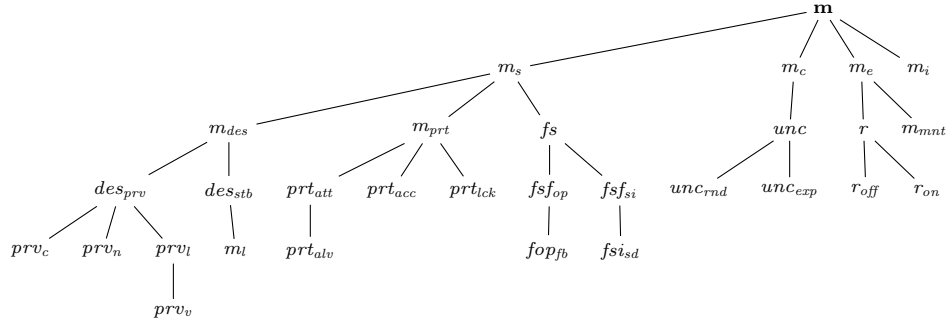 m
m_s m_c m_e m_i
m_des m_prt fs unc r m_mnt
des_prv des_stb prt_att prt_acc prt_lck fsf_op fsf_si unc_rnd unc_exp r_off r_on
prv_c prv_n prv_l m_l prt_alv fop_fb fsi_sd
prv_v